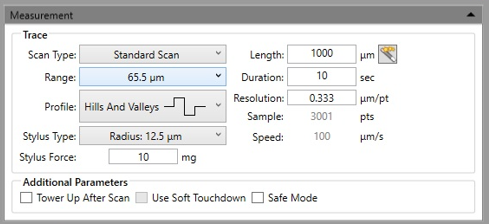 Measurement
Trace
Scan Type: Standard Scan Length: 1000 µm
Range: 65.5 µm Duration: 10 sec
Profile: Hills And Valleys Resolution: 0.333 µm/pt
Sample: 3001 pts
Stylus Type: Radius: 12.5 µm Speed: 100 µm/s
Stylus Force: 10 mg
Additional Parameters
Tower Up After Scan Use Soft Touchdown Safe Mode